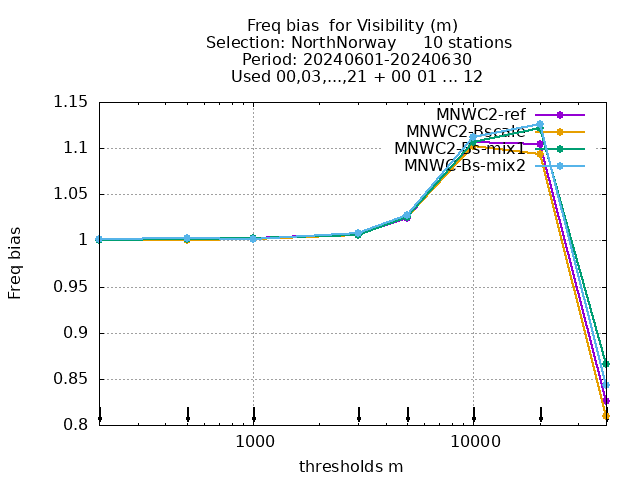 Freq bias  for Visibility (m)
Selection: NorthNorway     10 stations
Period: 20240601-20240630
Used 00,03,...,21 + 00 01 ... 12
1.15
MNWC2-ref
MNWC2-Bscale
1.1
MNWC2-Bs-mix1
MNWC-Bs-mix2
1.05
1
0.95
0.9
0.85
0.8
Freq bias
1000
10000
thresholds m